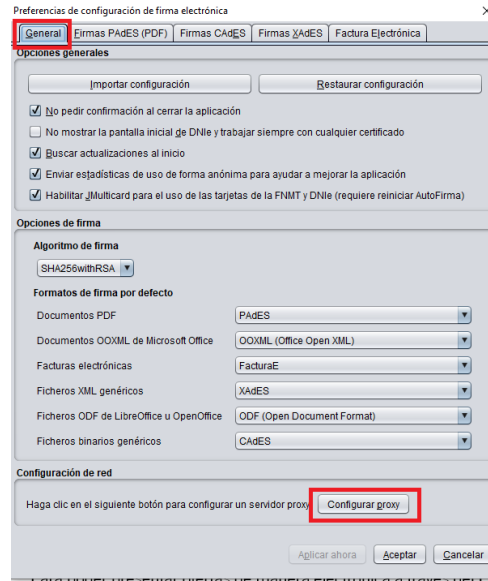 Preferencias de configuración de firma electrónica
General Firmas PAdES (PDF) Firmas CAdES Firmas XAdES Factura Electrónica
Opciones generales
Importar configuración Restaurar configuración
No pedir confirmación al cerrar la aplicación
No mostrar la pantalla inicial de DNIe y trabajar siempre con cualquier certificado
Buscar actualizaciones al inicio
Enviar estadísticas de uso de forma anónima para ayudar a mejorar la aplicación
Habilitar JMulticard para el uso de las tarjetas de la FNMT y DNIe (requiere reiniciar AutoFirma)
Opciones de firma
Algoritmo de firma
SHA256withRSA
Formatos de firma por defecto
Documentos PDF PAdES
Documentos OOXML de Microsoft Office OOXML (Office Open XML)
Facturas electrónicas FacturaE
Ficheros XML genéricos XAdES
Ficheros ODF de LibreOffice u OpenOffice ODF (Open Document Format)
Ficheros binarios genéricos CAdES
Configuración de red
Haga clic en el siguiente botón para configurar un servidor proxy Configurar proxy
Aplicar ahora Aceptar Cancelar